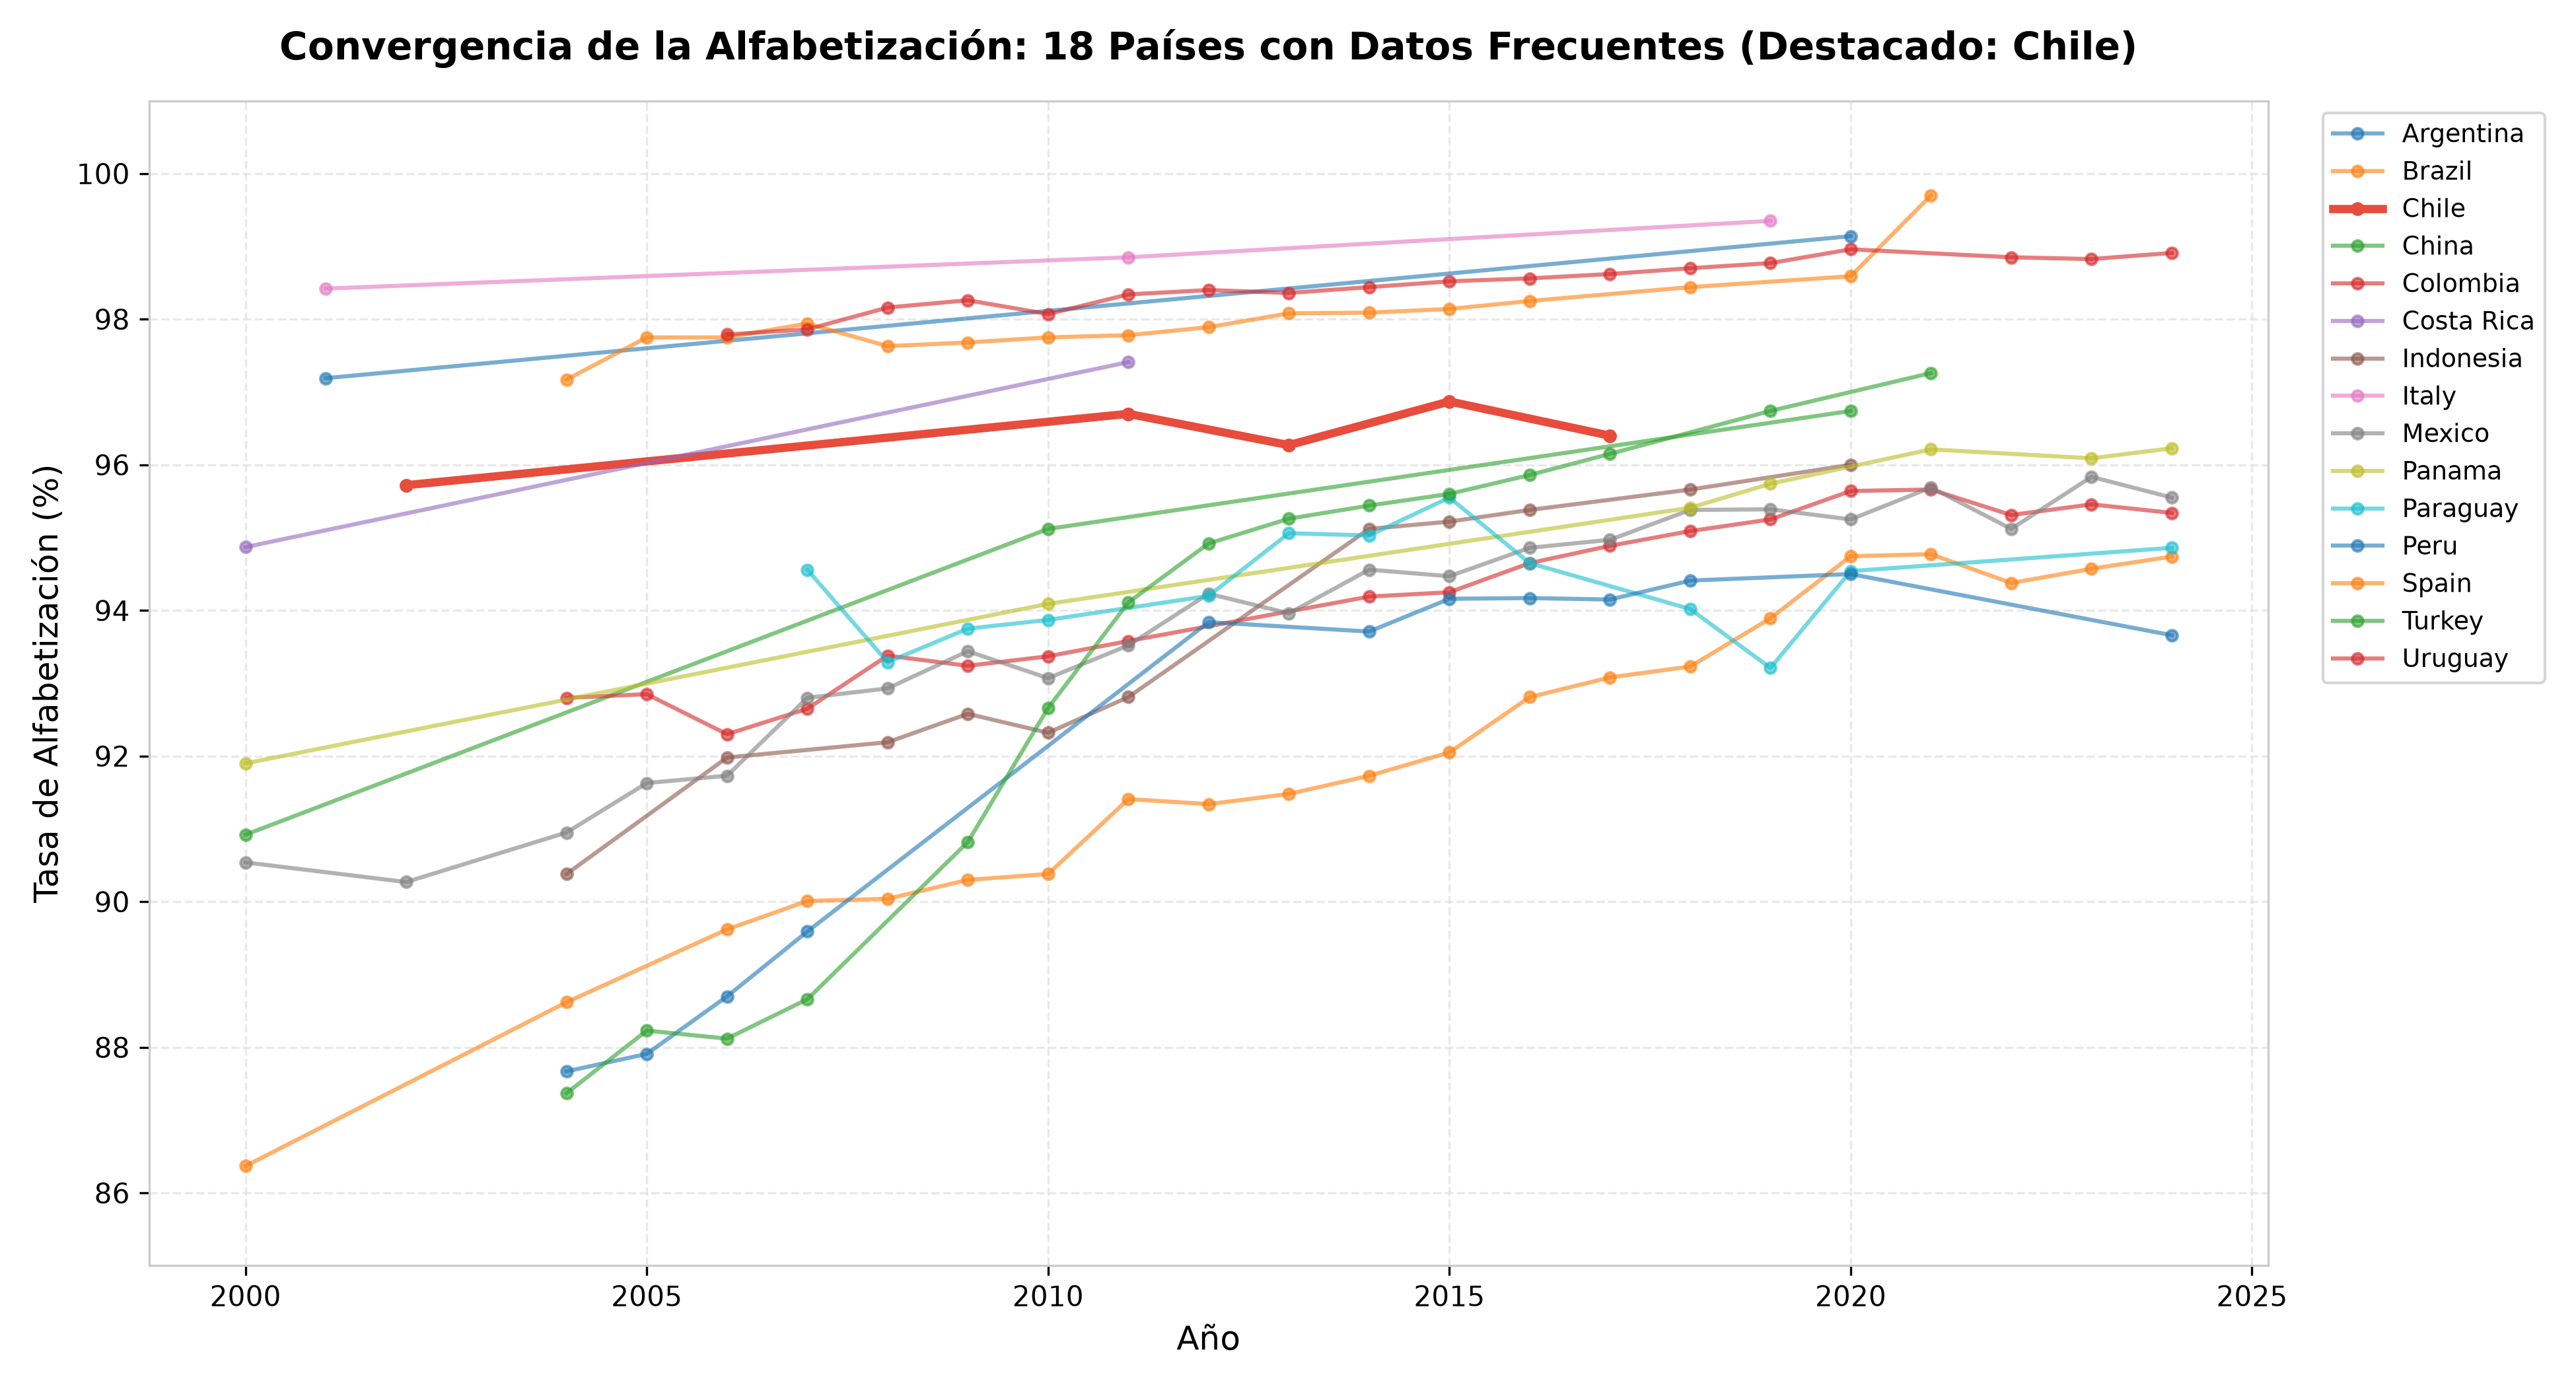 Convergencia de la Alfabetización: 18 Países con Datos Frecuentes (Destacado: Chile)
Tasa de Alfabetización (%)
100
98
96
94
92
90
88
86
2000
2005
2010
2015
2020
2025
Año
Argentina
Brazil
Chile
China
Colombia
Costa Rica
Indonesia
Italy
Mexico
Panama
Paraguay
Peru
Spain
Turkey
Uruguay